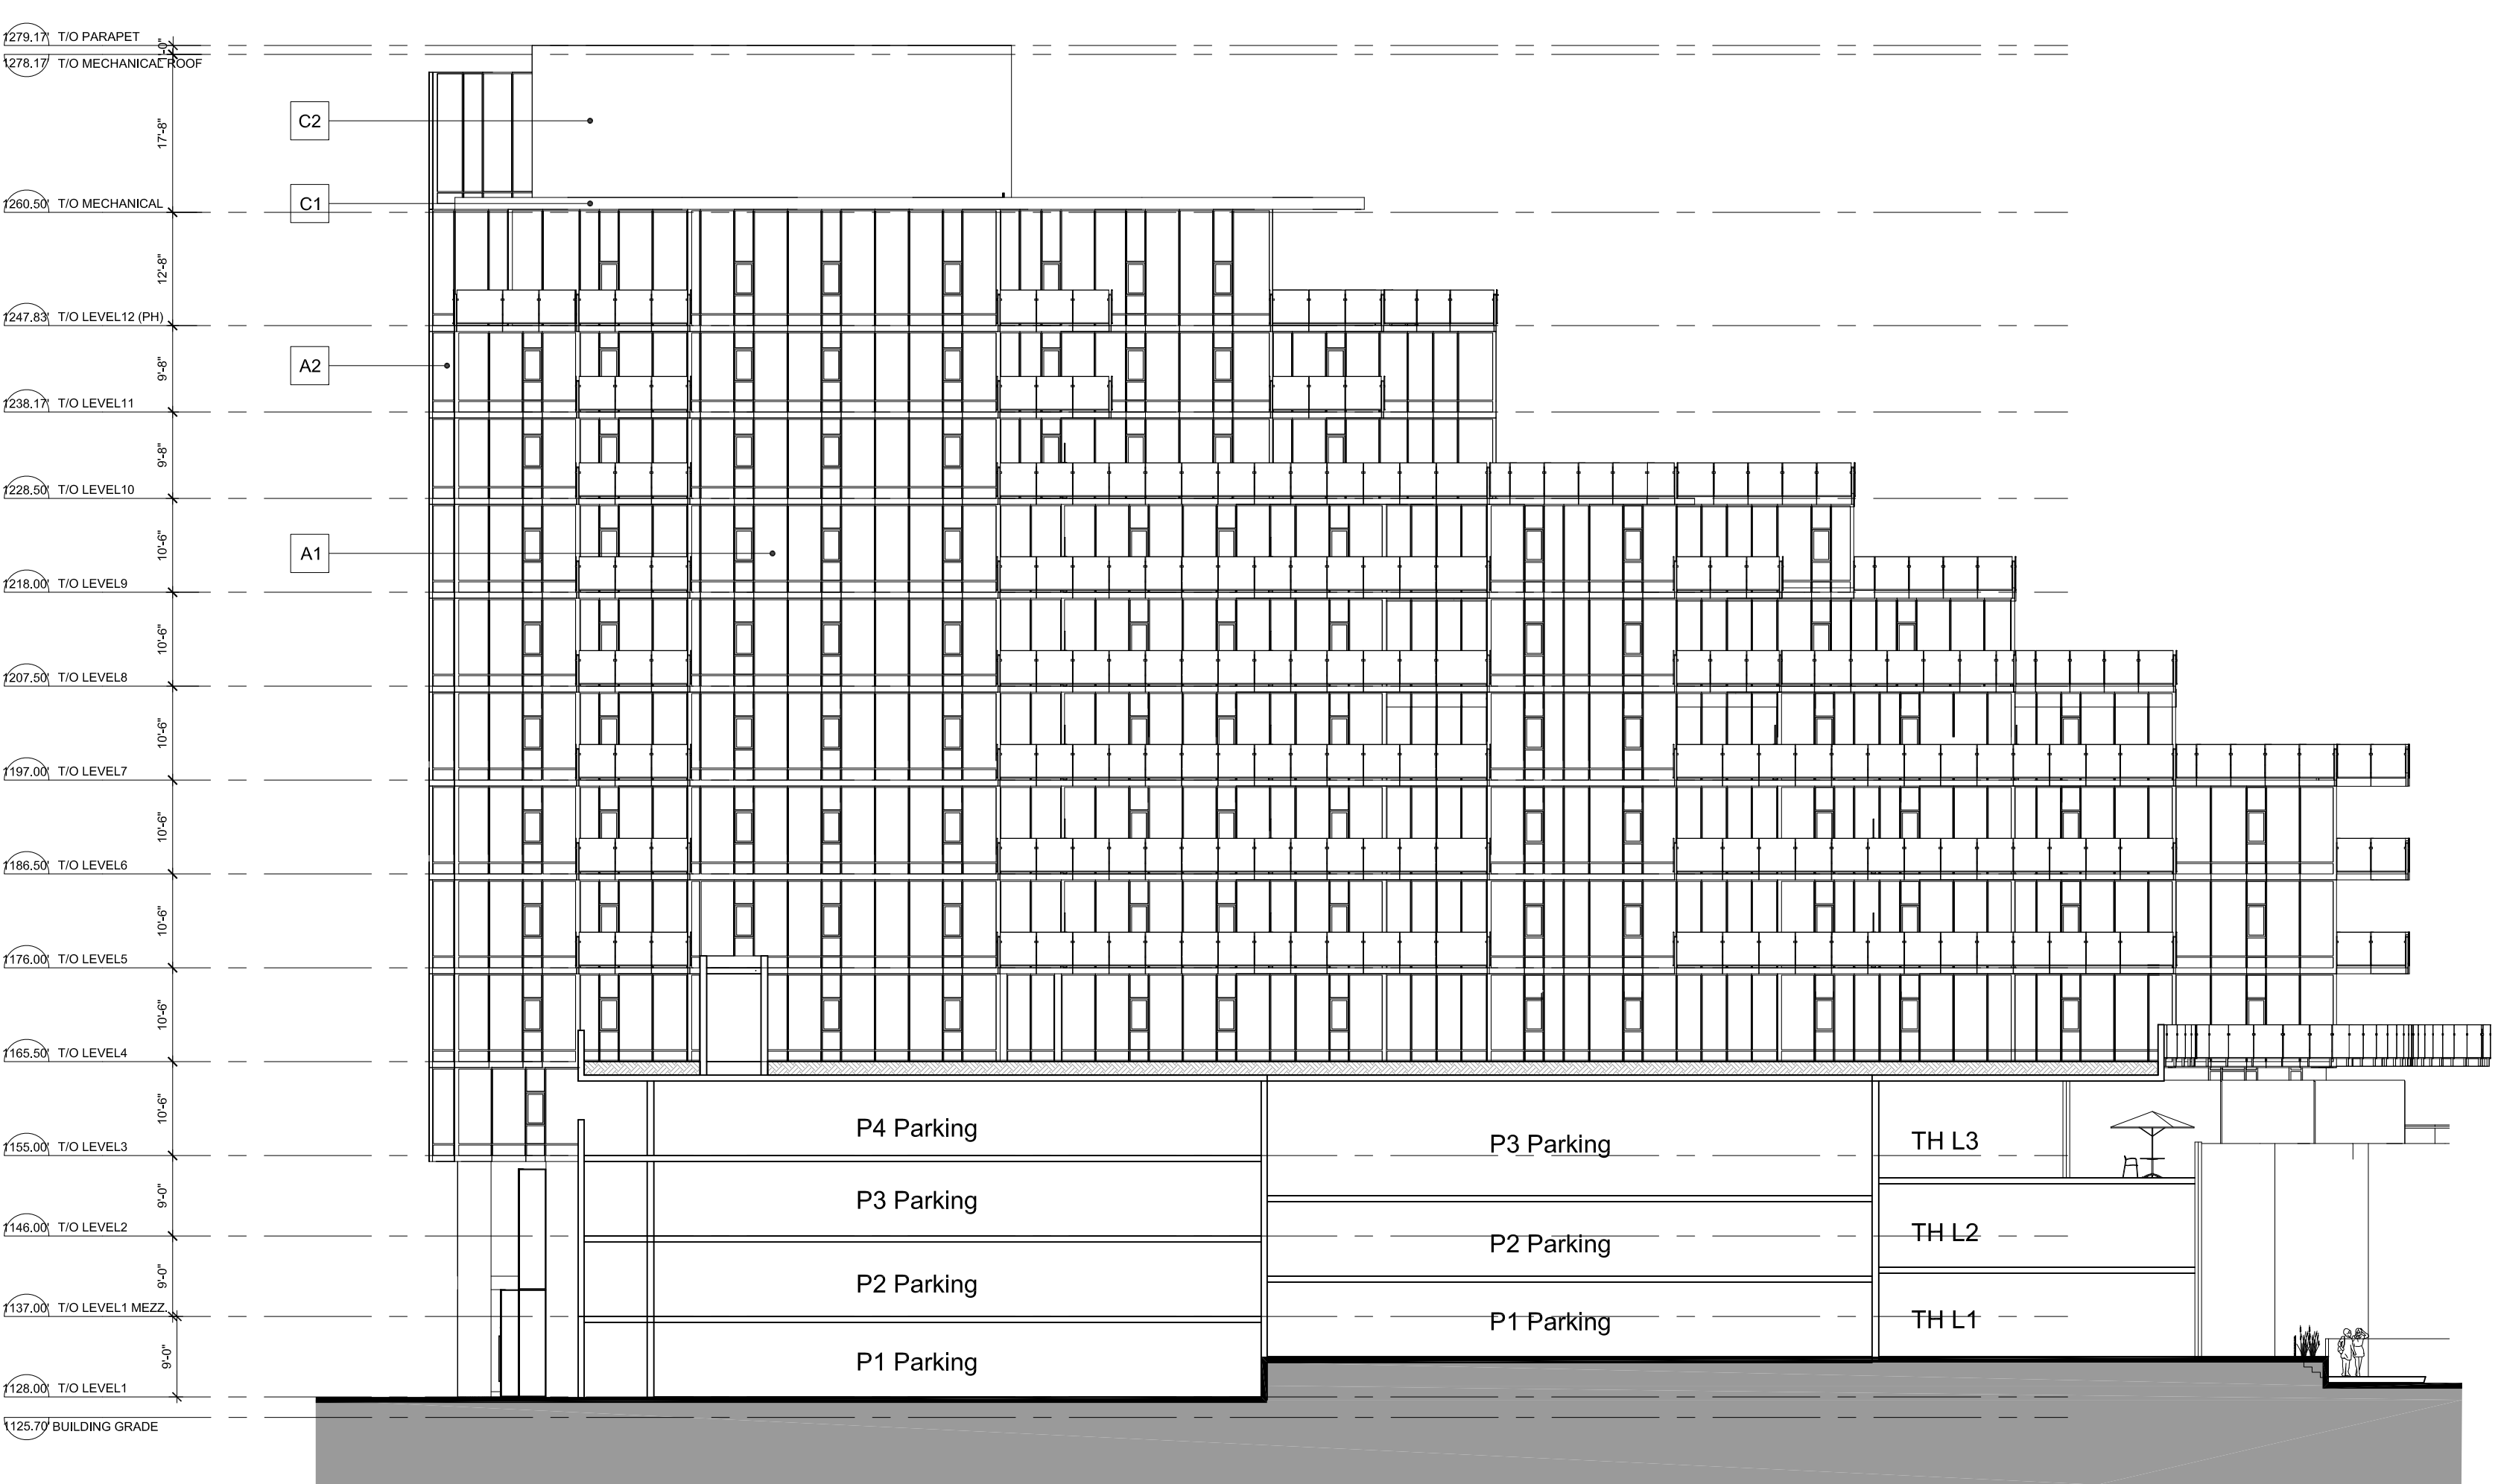 1279.17' T/O PARAPET
1'-0"
1278.17' T/O MECHANICAL ROOF
17'-8"
C2
1260.50' T/O MECHANICAL
C1
12'-8"
1247.83' T/O LEVEL12 (PH)
9'-8"
A2
1238.17' T/O LEVEL11
9'-8"
1228.50' T/O LEVEL10
10'-6"
A1
1218.00' T/O LEVEL9
10'-6"
1207.50' T/O LEVEL8
10'-6"
1197.00' T/O LEVEL7
10'-6"
1186.50' T/O LEVEL6
10'-6"
1176.00' T/O LEVEL5
10'-6"
1165.50' T/O LEVEL4
10'-6"
1155.00' T/O LEVEL3
9'-0"
1146.00' T/O LEVEL2
9'-0"
1137.00' T/O LEVEL1 MEZZ.
9'-0"
1128.00' T/O LEVEL1
1125.70' BUILDING GRADE
P4 Parking
P3 Parking
P2 Parking
P1 Parking
P3 Parking
P2 Parking
P1 Parking
TH L3
TH L2
TH L1